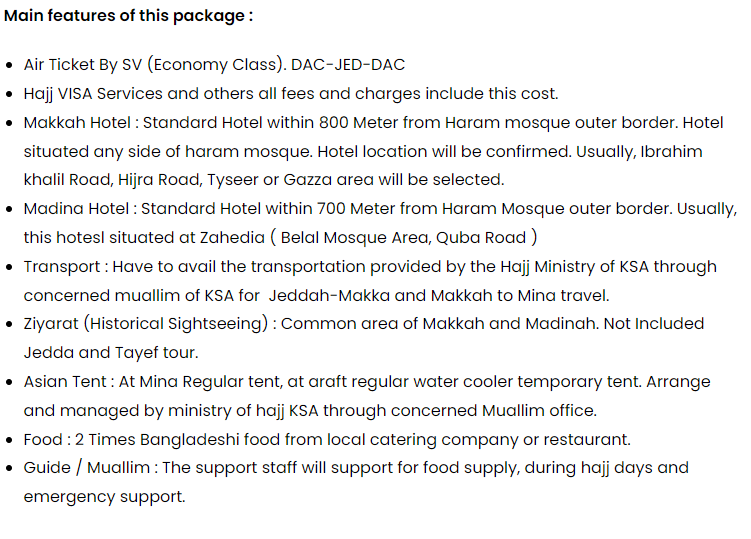 Main features of this package :
Air Ticket By SV (Economy Class). DAC-JED-DAC
Hajj VISA Services and others all fees and charges include this cost.
Makkah Hotel : Standard Hotel within 800 Meter from Haram mosque outer border. Hotel
situated any side of haram mosque. Hotel location will be confirmed. Usually, Ibrahim
khalil Road, Hijra Road, Tyseer or Gazza area will be selected.
Madina Hotel : Standard Hotel within 700 Meter from Haram Mosque outer border. Usually,
this hotesl situated at Zahedia ( Belal Mosque Area, Quba Road )
Transport : Have to avail the transportation provided by the Hajj Ministry of KSA through
concerned muallim of KSA for  Jeddah-Makka and Makkah to Mina travel.
Ziyarat (Historical Sightseeing) : Common area of Makkah and Madinah. Not Included
Jedda and Tayef tour.
Asian Tent : At Mina Regular tent, at araft regular water cooler temporary tent. Arrange
and managed by ministry of hajj KSA through concerned Muallim office.
Food : 2 Times Bangladeshi food from local catering company or restaurant.
Guide / Muallim : The support staff will support for food supply, during hajj days and
emergency support.